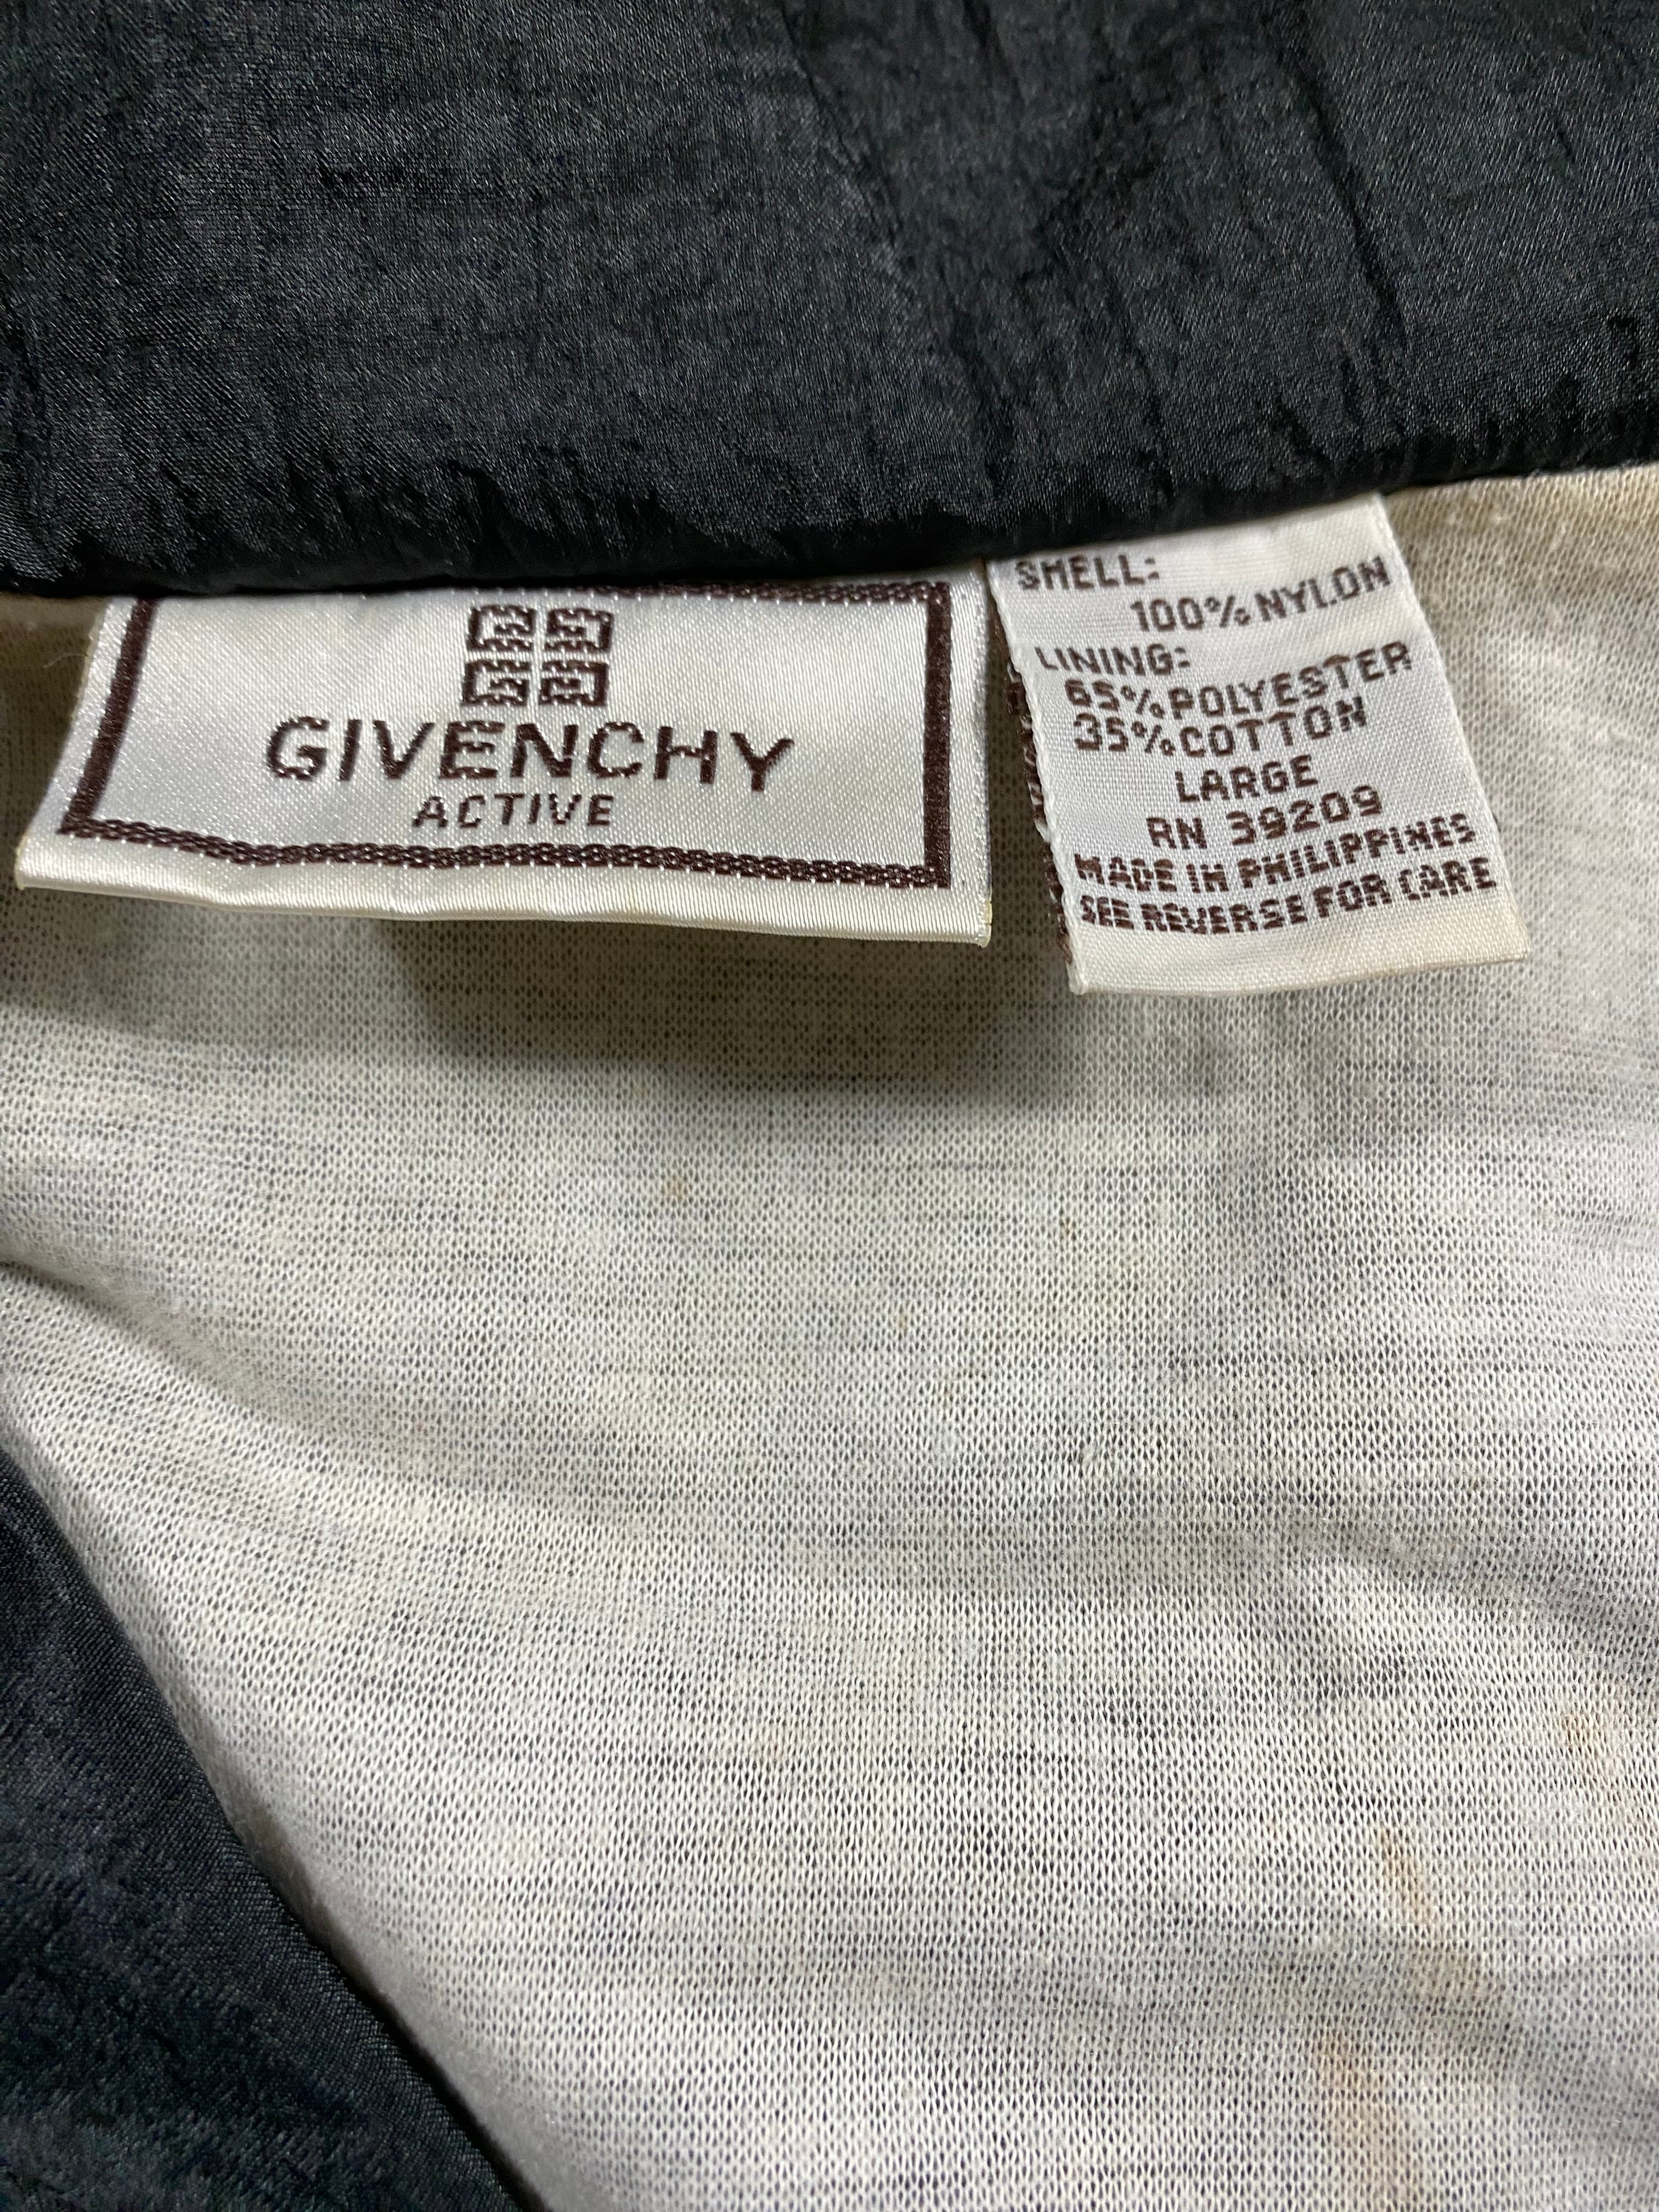 GIVENCHY
ACTIVE
SHELL:
100% NYLON
LINING:
65% POLYESTER
35% COTTON
LARGE
RN 39209
MADE IN PHILIPPINES
SEE REVERSE FOR CARE